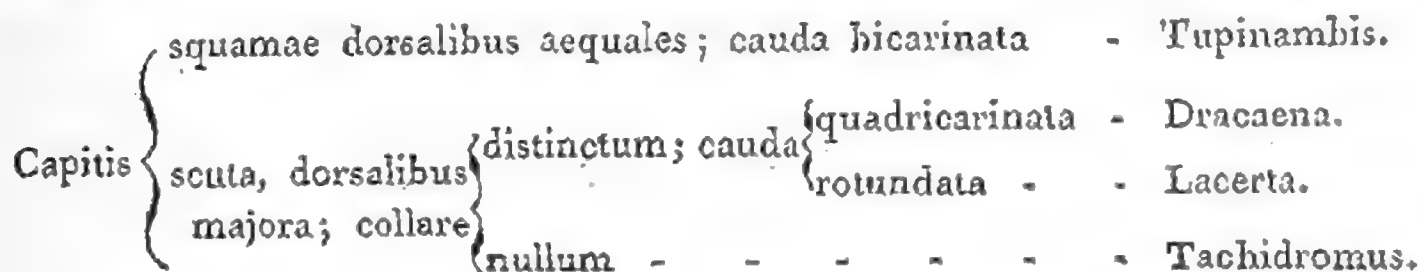 squamae dorsalibus aequales; cauda bicarinata - Tupinambis.
quadricarinata - Dracaena.
distinctum; cauda
Capitis
scuta, dorsalibus
rotundata - - Lacerta.
majora; collare
nullum - - - - - - Tachidromus.